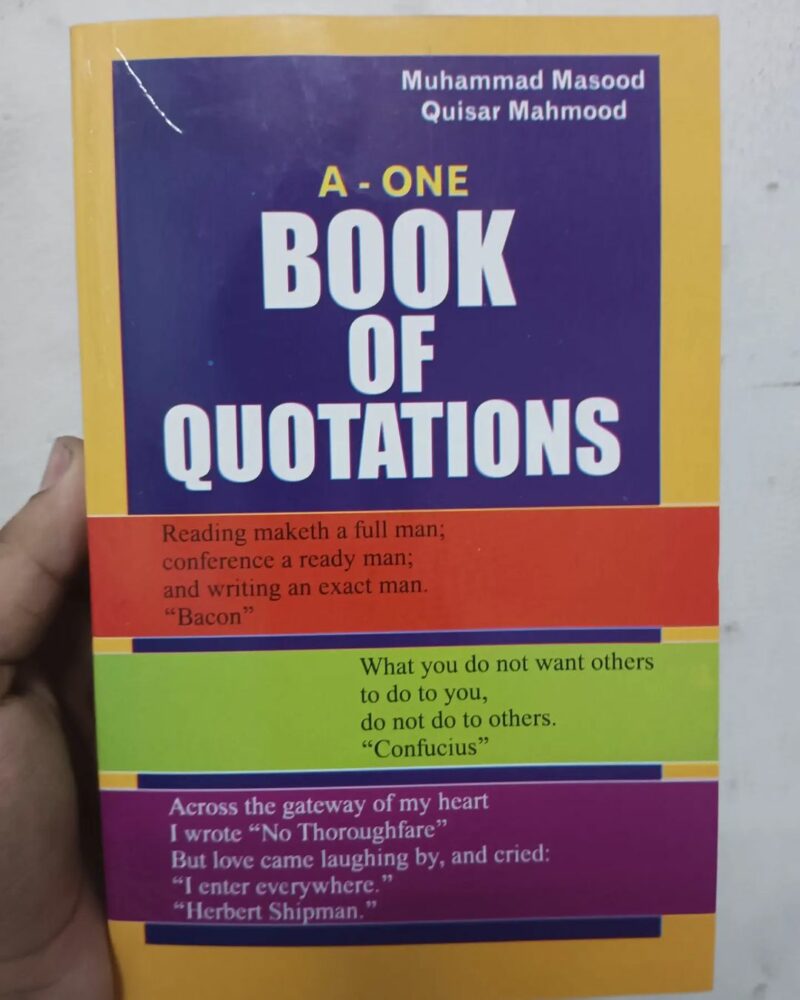 Muhammad Masood
Quisar Mahmood
A - ONE
BOOK
OF
QUOTATIONS
Reading maketh a full man;
conference a ready man;
and writing an exact man.
“Bacon”
What you do not want others
to do to you,
do not do to others.
“Confucius”
Across the gateway of my heart
I wrote “No Thoroughfare”
But love came laughing by, and cried:
“I enter everywhere.”
“Herbert Shipman.”